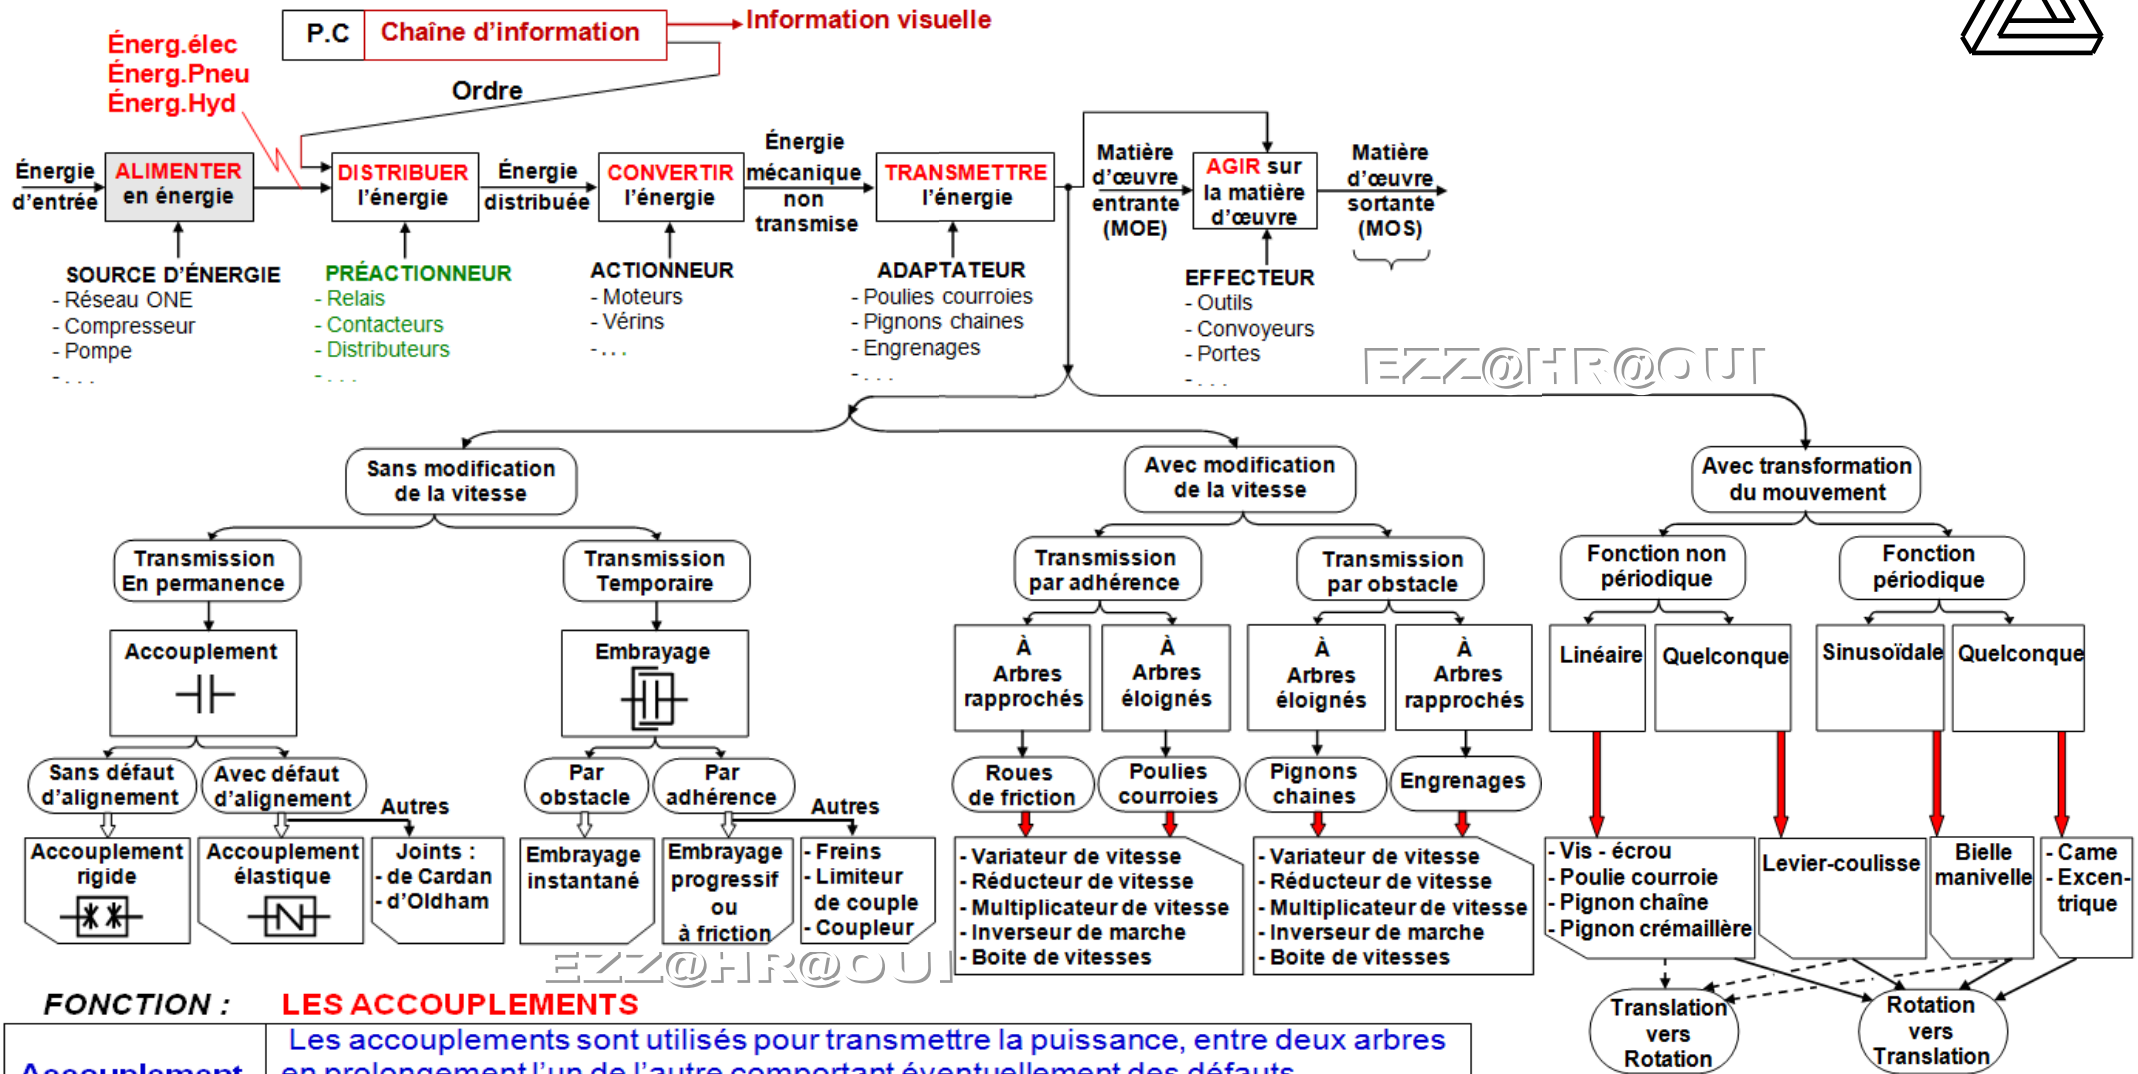 P.C
Chaîne d'information
Information visuelle
Énerg.élec
Énerg.Pneu
Énerg.Hyd
Ordre
Énergie
d'entrée
ALIMENTER
en énergie
DISTRIBUER
l'énergie
Énergie
distribuée
CONVERTIR
l'énergie
Énergie
mécanique
non
transmise
TRANSMETTRE
l'énergie
Matière
d'œuvre
entrante
(MOE)
AGIR sur
la matière
d'œuvre
Matière
d'œuvre
sortante
(MOS)
SOURCE D'ÉNERGIE
- Réseau ONE
- Compresseur
- Pompe
- . . .
PRÉACTIONNEUR
- Relais
- Contacteurs
- Distributeurs
- . . .
ACTIONNEUR
- Moteurs
- Vérins
- . . .
ADAPTATEUR
- Poulies courroies
- Pignons chaines
- Engrenages
- . . .
EFFECTEUR
- Outils
- Convoyeurs
- Portes
- . . .
EZZ@HR@OUI
Sans modification
de la vitesse
Avec modification
de la vitesse
Avec transformation
du mouvement
Transmission
En permanence
Transmission
Temporaire
Transmission
par adhérence
Transmission
par obstacle
Fonction non
périodique
Fonction
périodique
Accouplement
Embrayage
À
Arbres
rapprochés
À
Arbres
éloignés
À
Arbres
éloignés
À
Arbres
rapprochés
Linéaire
Quelconque
Sinusoïdale
Quelconque
Sans défaut
d'alignement
Avec défaut
d'alignement
Autres
Par
obstacle
Par
adhérence
Autres
Roues
de friction
Poulies
courroies
Pignons
chaines
Engrenages
Accouplement
rigide
Accouplement
élastique
Joints :
- de Cardan
- d'Oldham
Embrayage
instantané
Embrayage
progressif
ou
à friction
- Freins
- Limiteur
de couple
- Coupleur
- Variateur de vitesse
- Réducteur de vitesse
- Multiplicateur de vitesse
- Inverseur de marche
- Boite de vitesses
- Variateur de vitesse
- Réducteur de vitesse
- Multiplicateur de vitesse
- Inverseur de marche
- Boite de vitesses
- Vis - écrou
- Poulie courroie
- Pignon chaîne
- Pignon crémaillère
Levier-coulisse
Bielle
manivelle
- Came
- Excen-
trique
EZZ@HR@OUI
Translation
vers
Rotation
Rotation
vers
Translation
FONCTION : LES ACCOUPLEMENTS
Accouplement
Les accouplements sont utilisés pour transmettre la puissance, entre deux arbres
en prolongement l'un de l'autre comportant éventuellement des défauts